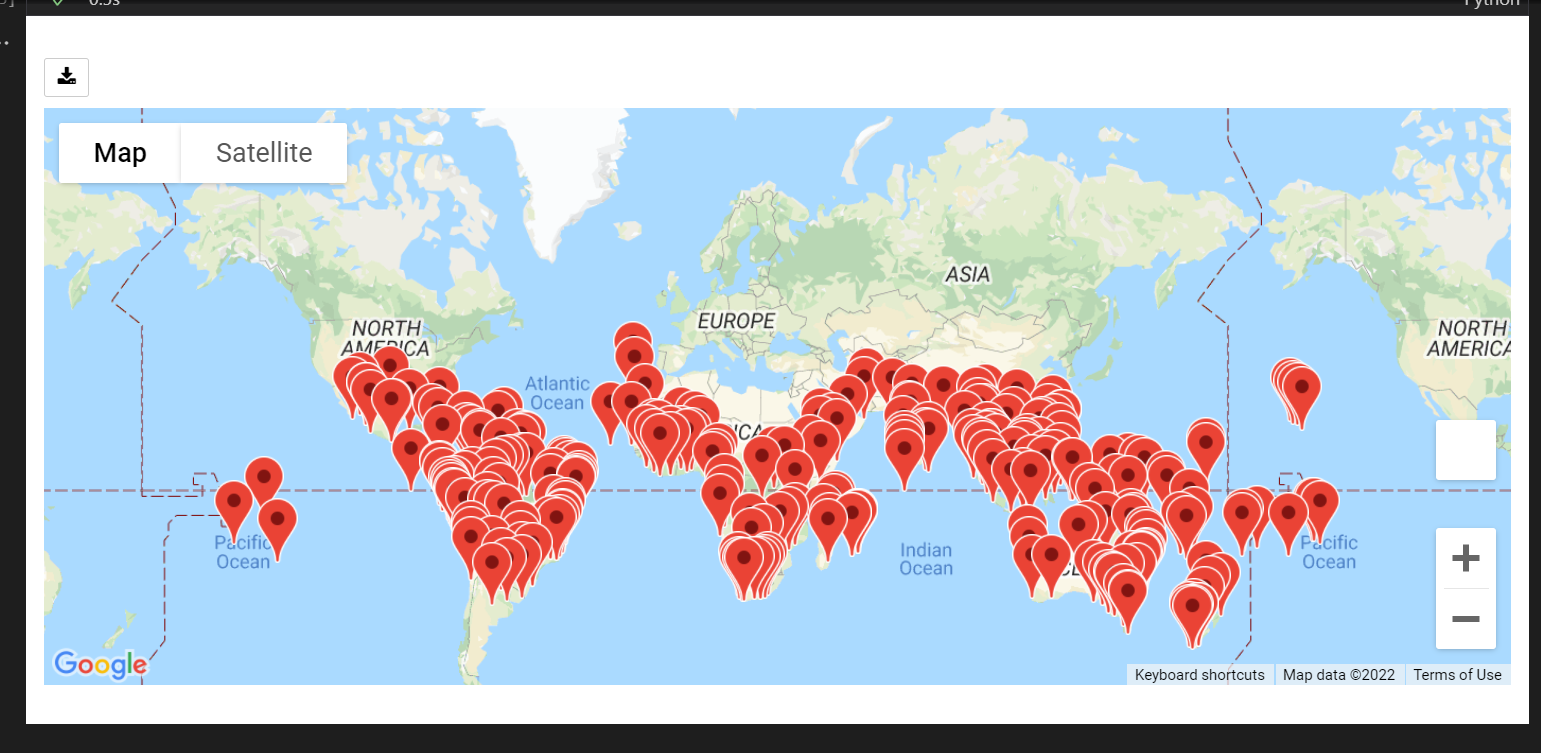 0.3s
Python
Map
Satellite
ASIA
EUROPE
NORTH
AMERICA
NORTH
AMERICA
Atlantic
Ocean
Pacific
Ocean
Indian
Ocean
Pacific
Ocean
Google
Keyboard shortcuts
Map data ©2022
Terms of Use